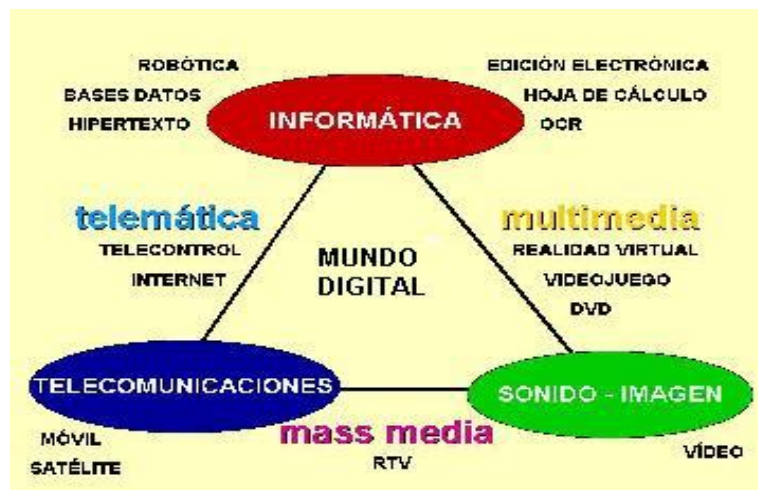 ROBÓTICA
EDICIÓN ELECTRÓNICA
BASES DATOS
HOJA DE CÁLCULO
HIPERTEXTO
INFORMÁTICA
OCR
telemática
multimedia
TELECONTROL
REALIDAD VIRTUAL
INTERNET
MUNDO
DIGITAL
VIDEOJUEGO
DVD
TELECOMUNICACIONES
SONIDO - IMAGEN
MÓVIL
SATÉLITE
mass media
RTV
VÍDEO